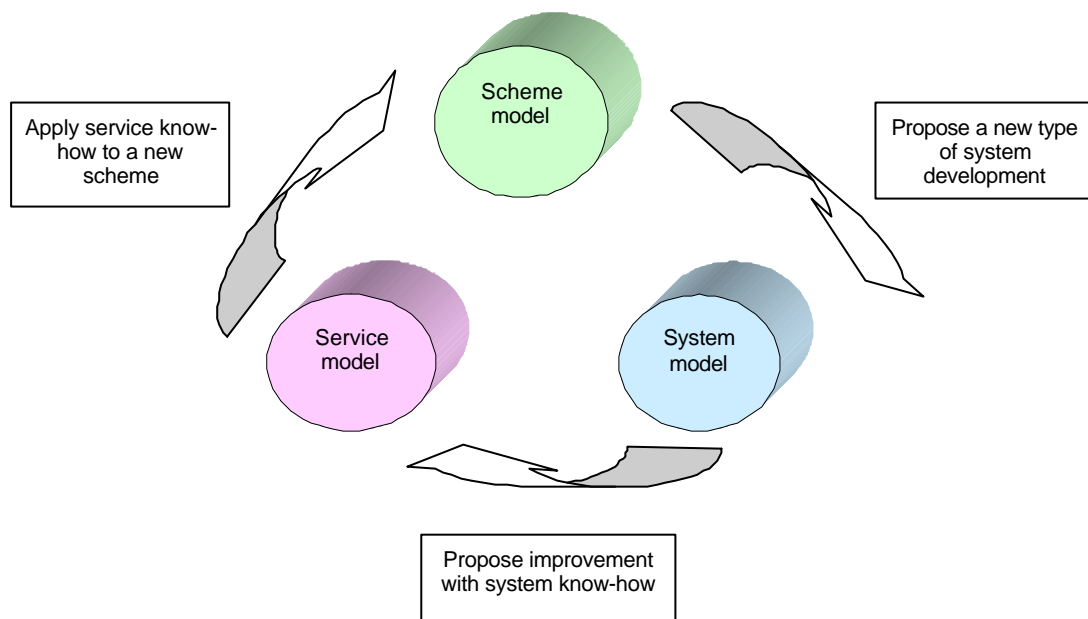 Scheme
model
Apply service know-
how to a new
scheme
Propose a new type
of system
development
Service
model
System
model
Propose improvement
with system know-how